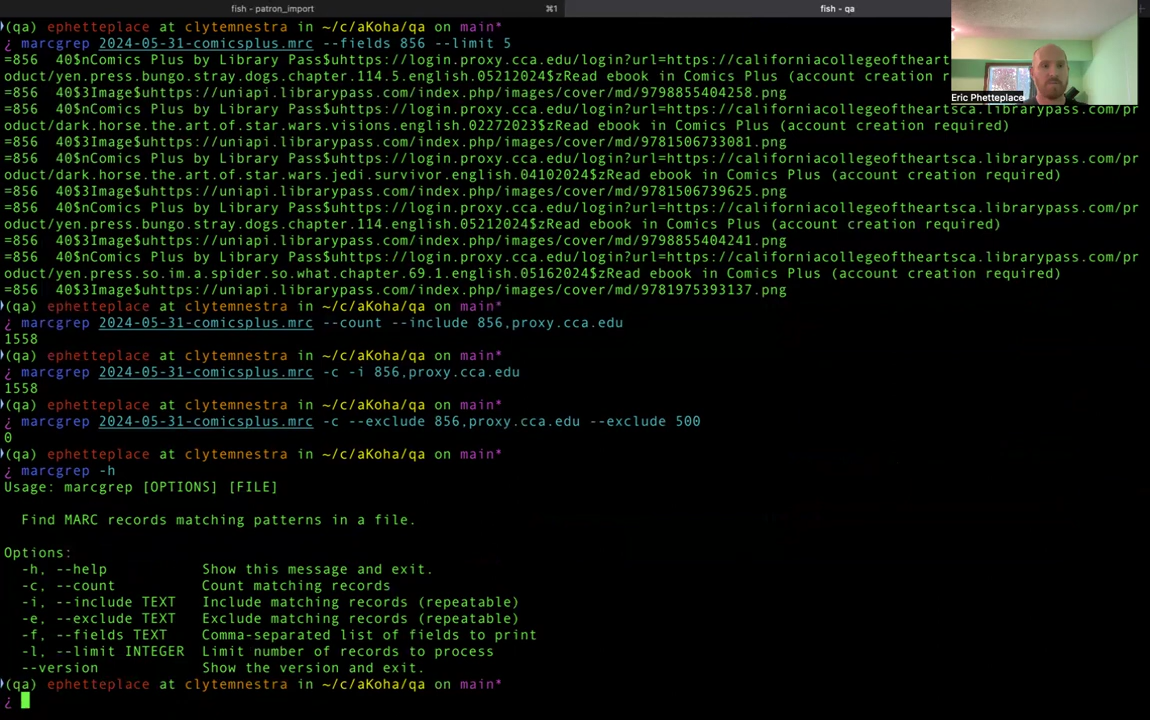 fish - patron_import ⌘1 fish - qa
(qa) ephetteplace at clytemnestra in ~/c/aKoha/qa on main*
¿ marcgrep 2024-05-31-comicsplus.mrc --fields 856 --limit 5
=856  40$nComics Plus by Library Pass$uhttps://login.proxy.cca.edu/login?url=https://californiacollegeoftheart
oduct/yen.press.bungo.stray.dogs.chapter.114.5.english.05212024$zRead ebook in Comics Plus (account creation r
=856  40$3Image$uhttps://uniapi.librarypass.com/index.php/images/cover/md/9798855404258.png
Eric Phetteplace
=856  40$nComics Plus by Library Pass$uhttps://login.proxy.cca.edu/login?url=https://californiacollegeoftheartsca.librarypass.com/pr
oduct/dark.horse.the.art.of.star.wars.visions.english.02272023$zRead ebook in Comics Plus (account creation required)
=856  40$3Image$uhttps://uniapi.librarypass.com/index.php/images/cover/md/9781506733081.png
=856  40$nComics Plus by Library Pass$uhttps://login.proxy.cca.edu/login?url=https://californiacollegeoftheartsca.librarypass.com/pr
oduct/dark.horse.the.art.of.star.wars.jedi.survivor.english.04102024$zRead ebook in Comics Plus (account creation required)
=856  40$3Image$uhttps://uniapi.librarypass.com/index.php/images/cover/md/9781506739625.png
=856  40$nComics Plus by Library Pass$uhttps://login.proxy.cca.edu/login?url=https://californiacollegeoftheartsca.librarypass.com/pr
oduct/yen.press.bungo.stray.dogs.chapter.114.english.05212024$zRead ebook in Comics Plus (account creation required)
=856  40$3Image$uhttps://uniapi.librarypass.com/index.php/images/cover/md/9798855404241.png
=856  40$nComics Plus by Library Pass$uhttps://login.proxy.cca.edu/login?url=https://californiacollegeoftheartsca.librarypass.com/pr
oduct/yen.press.so.im.a.spider.so.what.chapter.69.1.english.05162024$zRead ebook in Comics Plus (account creation required)
=856  40$3Image$uhttps://uniapi.librarypass.com/index.php/images/cover/md/9781975393137.png
(qa) ephetteplace at clytemnestra in ~/c/aKoha/qa on main*
¿ marcgrep 2024-05-31-comicsplus.mrc --count --include 856,proxy.cca.edu
1558
(qa) ephetteplace at clytemnestra in ~/c/aKoha/qa on main*
¿ marcgrep 2024-05-31-comicsplus.mrc -c -i 856,proxy.cca.edu
1558
(qa) ephetteplace at clytemnestra in ~/c/aKoha/qa on main*
¿ marcgrep 2024-05-31-comicsplus.mrc -c --exclude 856,proxy.cca.edu --exclude 500
0
(qa) ephetteplace at clytemnestra in ~/c/aKoha/qa on main*
¿ marcgrep -h
Usage: marcgrep [OPTIONS] [FILE]
Find MARC records matching patterns in a file.
Options:
-h, --help Show this message and exit.
-c, --count Count matching records
-i, --include TEXT Include matching records (repeatable)
-e, --exclude TEXT Exclude matching records (repeatable)
-f, --fields TEXT Comma-separated list of fields to print
-l, --limit INTEGER Limit number of records to process
--version Show the version and exit.
(qa) ephetteplace at clytemnestra in ~/c/aKoha/qa on main*
¿